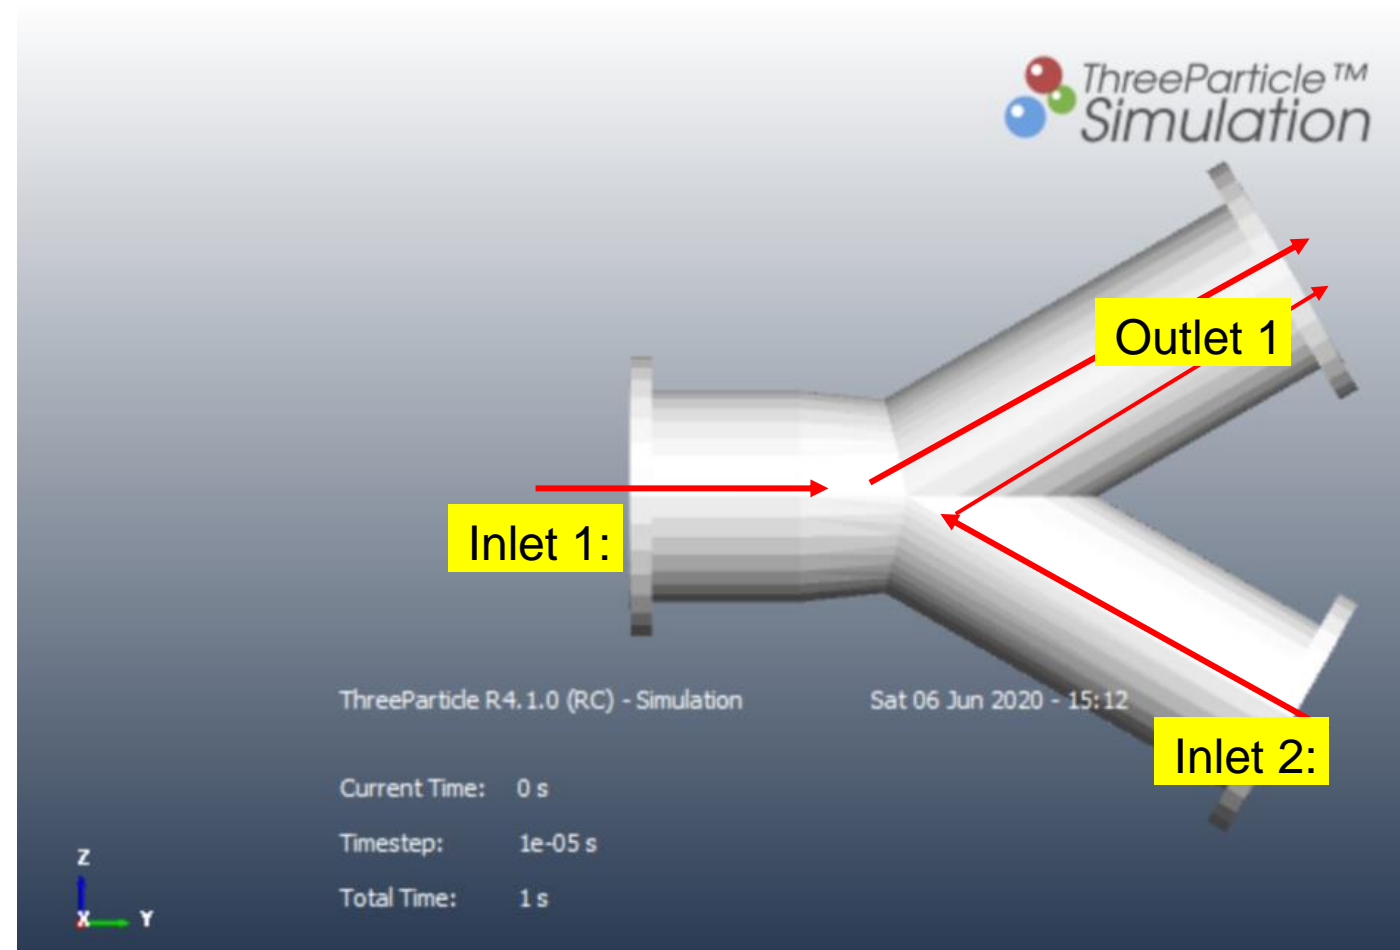 ThreeParticle™
Simulation
Outlet 1
Inlet 1:
ThreeParticle R4.1.0 (RC) - Simulation
Sat 06 Jun 2020 - 15:12
Inlet 2:
Current Time: 0 s
Timestep: 1e-05 s
Total Time: 1 s
Z
X
Y